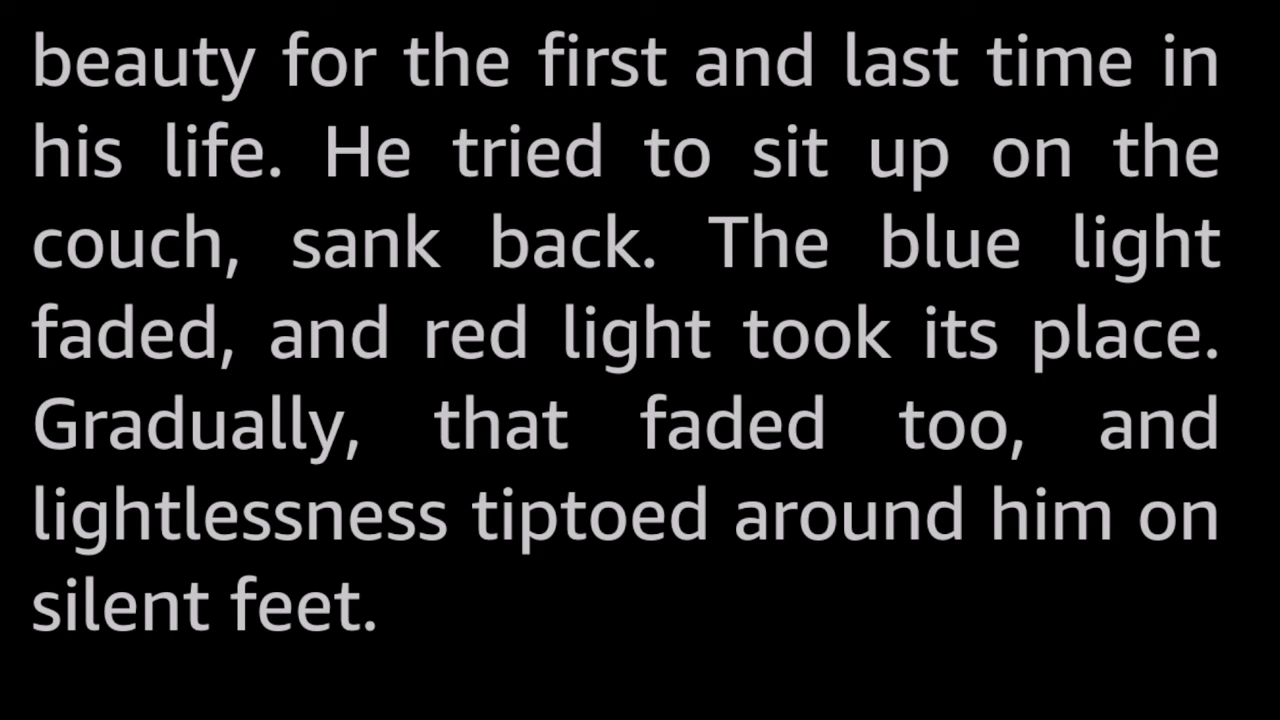 beauty for the first and last time in
his life. He tried to sit up on the
couch, sank back. The blue light
faded, and red light took its place.
Gradually, that faded too, and
lightlessness tiptoed around him on
silent feet.